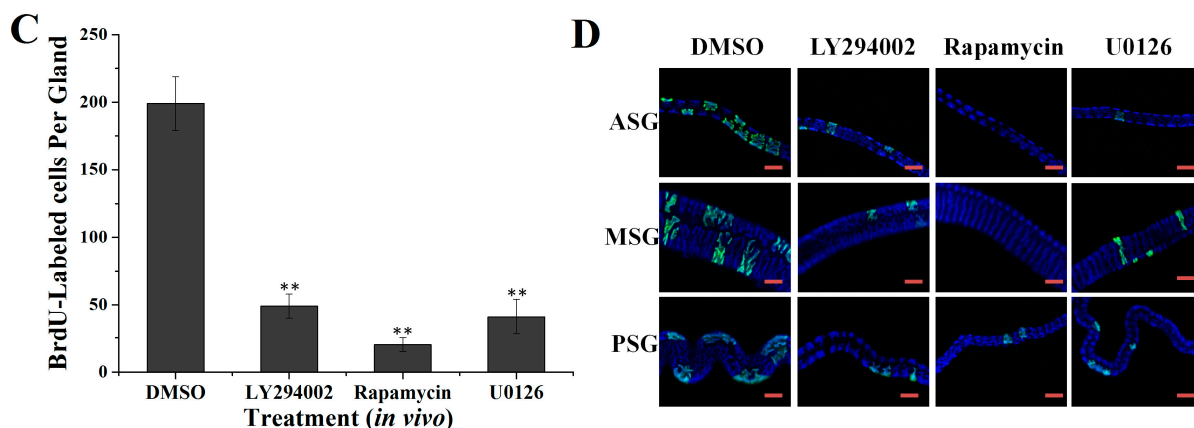 C
BrdU-Labeled cells Per Gland
250
200
150
100
50
0
**
**
**
DMSO LY294002 Rapamycin U0126
Treatment (in vivo)
D
DMSO LY294002 Rapamycin U0126
ASG
MSG
PSG